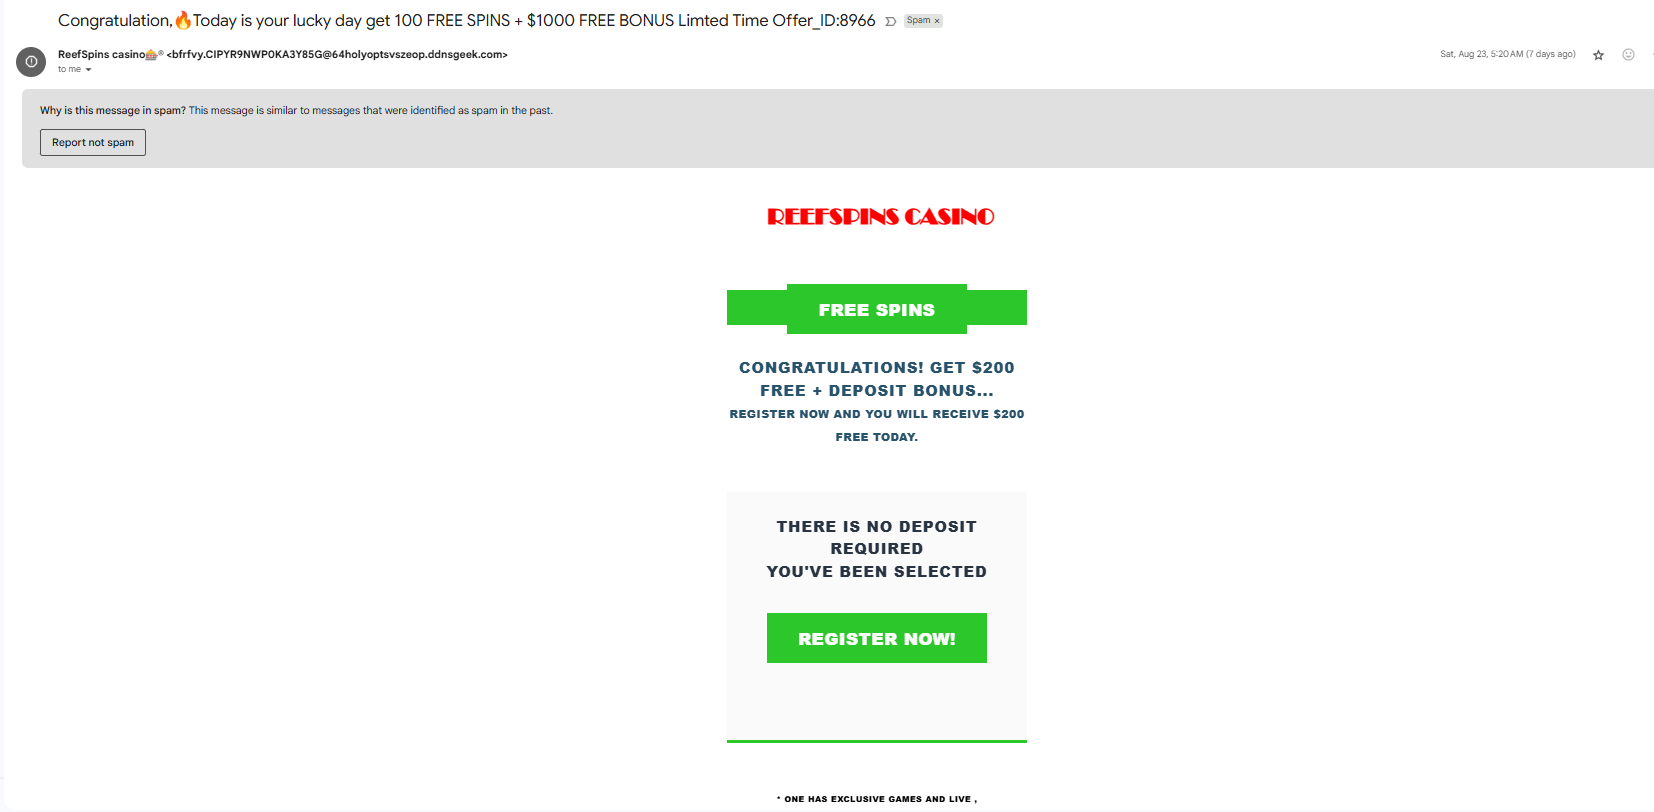 Congratulation,🔥Today is your lucky day get 100 FREE SPINS + $1000 FREE BONUS Limted Time Offer_ID:8966 Spam ×
ReefSpins casino🎰® <bfrfvy.CIPYR9NWP0KA3Y85G@64holyoptsvszeop.ddnsgeek.com> Sat, Aug 23, 5:20 AM (7 days ago)
to me
Why is this message in spam? This message is similar to messages that were identified as spam in the past.
Report not spam
REEFSPINS CASINO
FREE SPINS
CONGRATULATIONS! GET $200
FREE + DEPOSIT BONUS...
REGISTER NOW AND YOU WILL RECEIVE $200
FREE TODAY.
THERE IS NO DEPOSIT
REQUIRED
YOU'VE BEEN SELECTED
REGISTER NOW!
* ONE HAS EXCLUSIVE GAMES AND LIVE ,